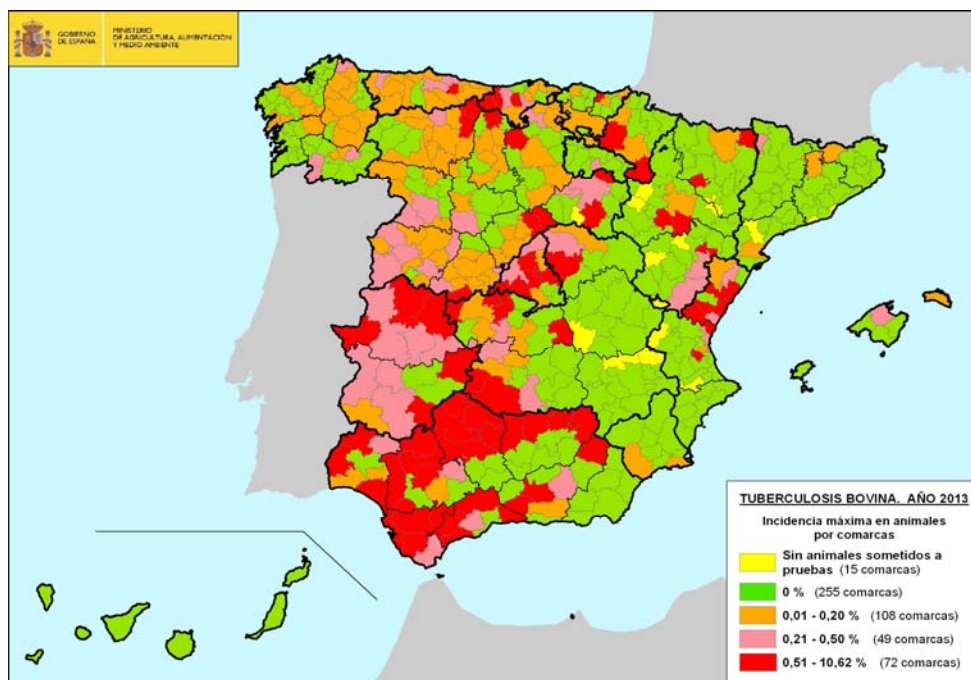 GOBIERNO
DE ESPAÑA
MINISTERIO
DE AGRICULTURA, ALIMENTACIÓN
Y MEDIO AMBIENTE
TUBERCULOSIS BOVINA. AÑO 2013
Incidencia máxima en animales
por comarcas
Sin animales sometidos a
pruebas (15 comarcas)
0 % (255 comarcas)
0,01 - 0,20 % (108 comarcas)
0,21 - 0,50 % (49 comarcas)
0,51 - 10,62 % (72 comarcas)